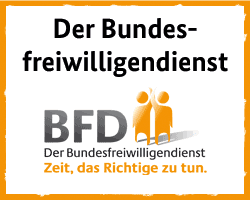 Der Bundes-
freiwilligendienst
BFD
Der Bundesfreiwilligendienst
Zeit, das Richtige zu tun.